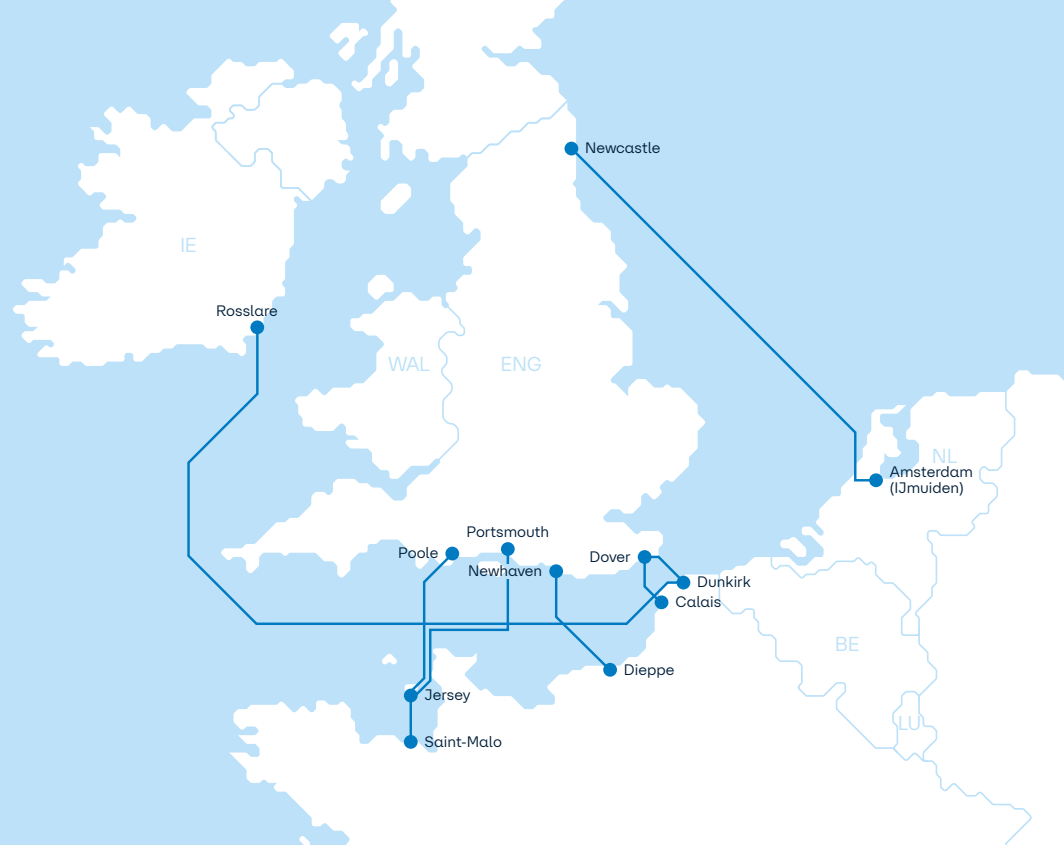 Newcastle
IE
Rosslare
WAL
ENG
NL
Amsterdam
(IJmuiden)
Portsmouth
Poole
Dover
Newhaven
Dunkirk
Calais
BE
Dieppe
Jersey
LU
Saint-Malo